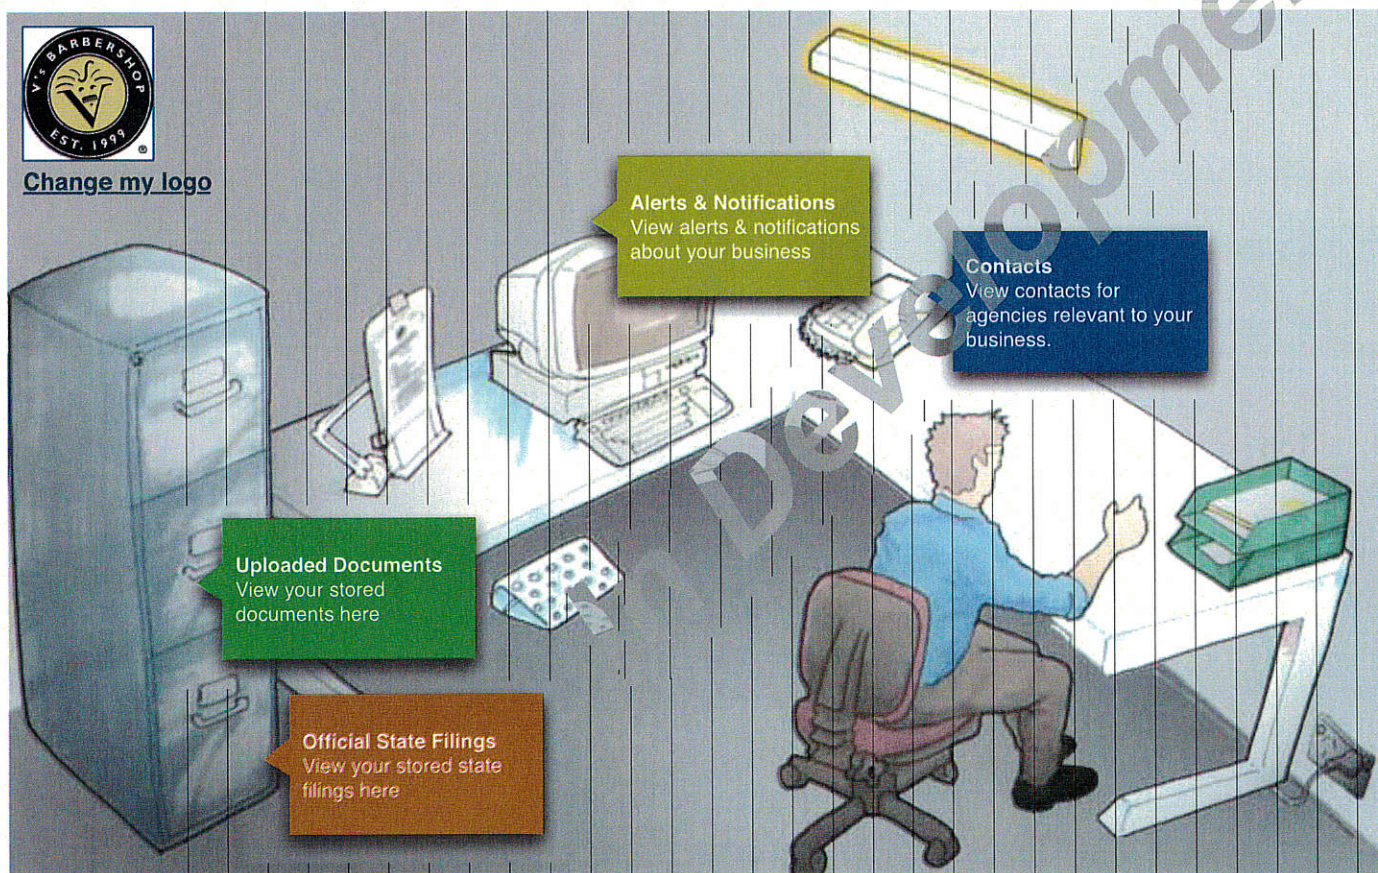 V's BARBERSHOP
EST. 1999
®
Change my logo
Alerts & Notifications
View alerts & notifications
about your business
Contacts
View contacts for
agencies relevant to your
business.
Uploaded Documents
View your stored
documents here
Official State Filings
View your stored state
filings here
In Developme